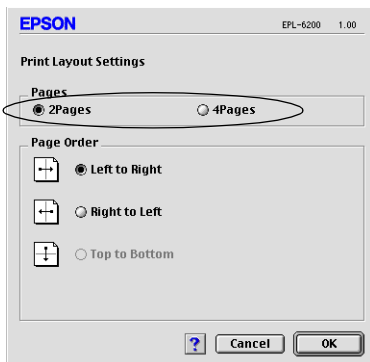 EPSON EPL-6200 1.00
Print Layout Settings
Pages
2Pages 4Pages
Page Order
Left to Right
Right to Left
Top to Bottom
? Cancel OK